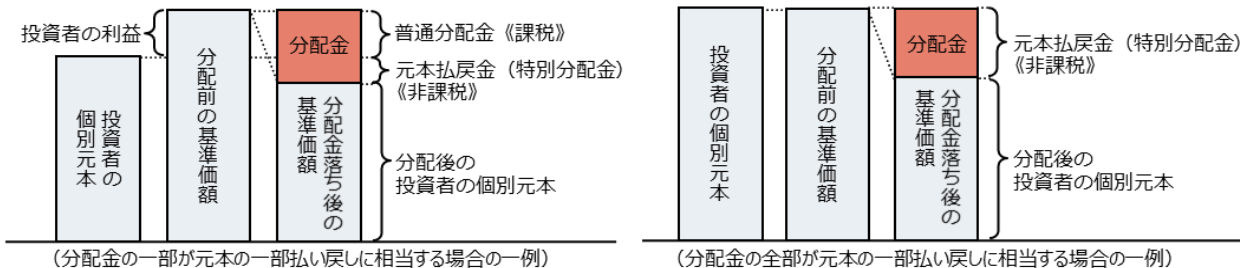 投資者の利益
投資者の
個別元本
分配前の基準価額
分配金
分配金落ち後の
基準価額
普通分配金《課税》
元本払戻金（特別分配金）
《非課税》
分配後の
投資者の個別元本
（分配金の一部が元本の一部払い戻しに相当する場合の一例）
投資者の個別元本
分配前の基準価額
分配金
分配金落ち後の
基準価額
元本払戻金（特別分配金）
《非課税》
分配後の
投資者の個別元本
（分配金の全部が元本の一部払い戻しに相当する場合の一例）